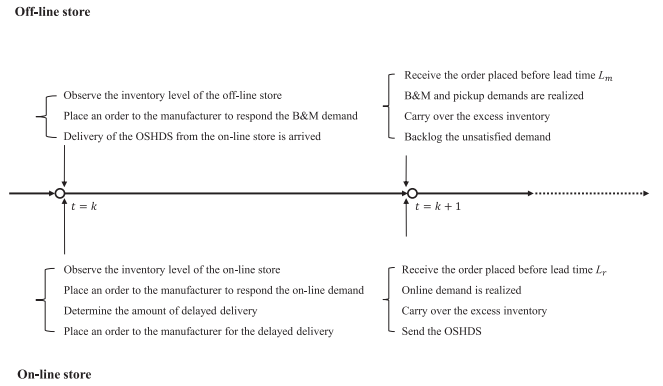 Off-line store
Receive the order placed before lead time Lₘ
Observe the inventory level of the off-line store
B&M and pickup demands are realized
Place an order to the manufacturer to respond the B&M demand
Carry over the excess inventory
Delivery of the OSHDS from the on-line store is arrived
Backlog the unsatisfied demand
t = k
t = k + 1
Observe the inventory level of the on-line store
Receive the order placed before lead time Lᵣ
Place an order to the manufacturer to respond the on-line demand
Online demand is realized
Determine the amount of delayed delivery
Carry over the excess inventory
Place an order to the manufacturer for the delayed delivery
Send the OSHDS
On-line store